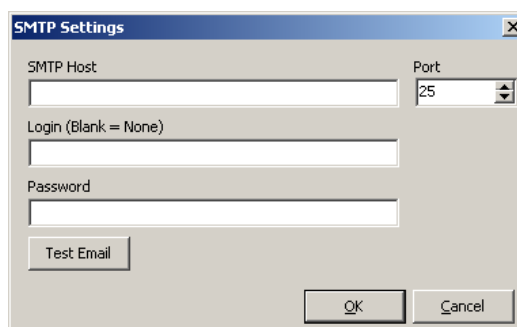 SMTP Settings
SMTP Host
Port
25
Login (Blank = None)
Password
Test Email
OK
Cancel